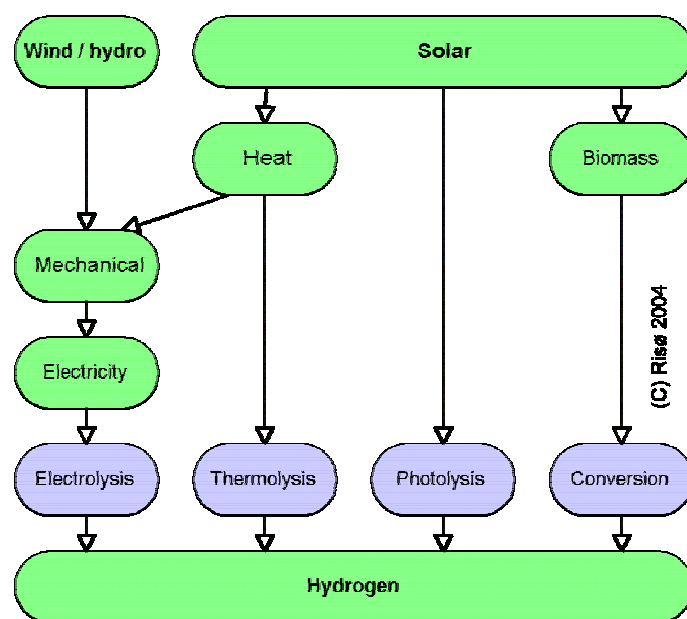 Wind / hydro
Solar
Heat
Biomass
Mechanical
Electricity
(C) Risø 2004
Electrolysis
Thermolysis
Photolysis
Conversion
Hydrogen